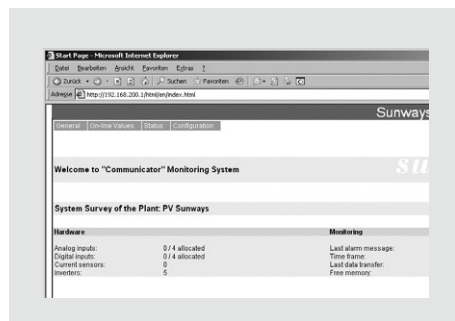 Start Page - Microsoft Internet Explorer
Datei Bearbeiten Ansicht Favoriten Extras ?
Zurück Suchen Favoriten
Adresse http://192.168.200.1/html/en/index.html
Sunways
General On-line Values Status Configuration
su
Welcome to "Communicator" Monitoring System
System Survey of the Plant: PV Sunways
Hardware Monitoring
Analog inputs: 0 / 4 allocated Last alarm message:
Digital inputs: 0 / 4 allocated Time frame:
Current sensors: 0 Last data transfer:
Inverters: 5 Free memory: